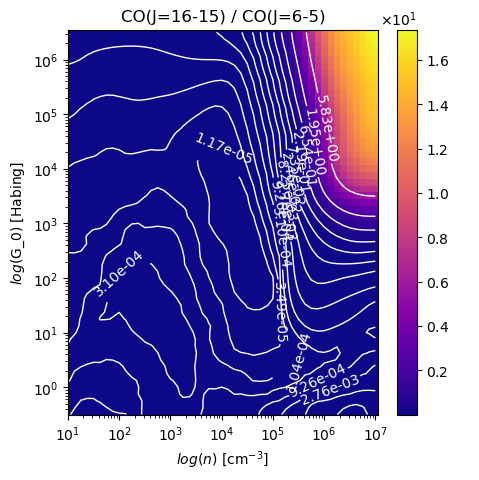 CO(J=16-15) / CO(J=6-5)
×10¹
10⁶
10⁵
10⁴
10³
10²
10¹
10⁰
log(G_0) [Habing]
10¹
10²
10³
10⁴
10⁵
10⁶
10⁷
log(n) [cm⁻³]
1.6
1.4
1.2
1.0
0.8
0.6
0.4
0.2
5.83e+00
1.95e+00
1.17e-05
3.10e-04
3.49e-05
9.04e-04
9.26e-04
2.76e-03